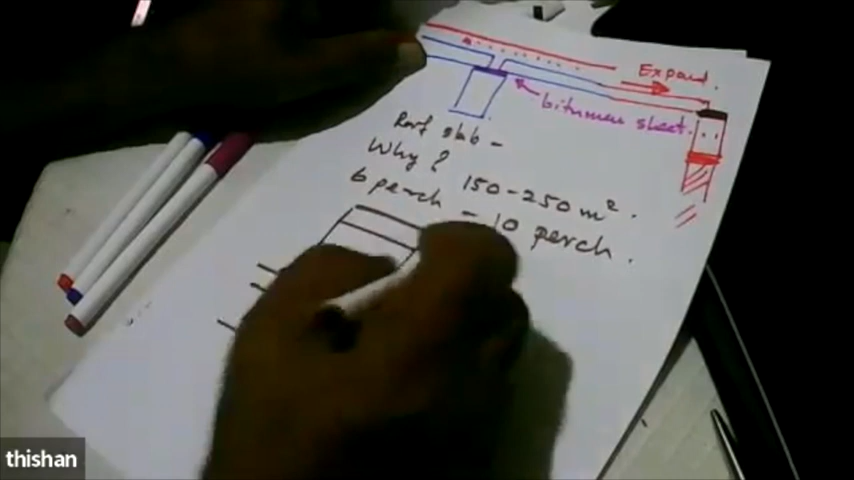 Expand.
bitumen sheet.
Roof slab -
Why?
150-250 m².
6 perch - 10 perch.
thishan